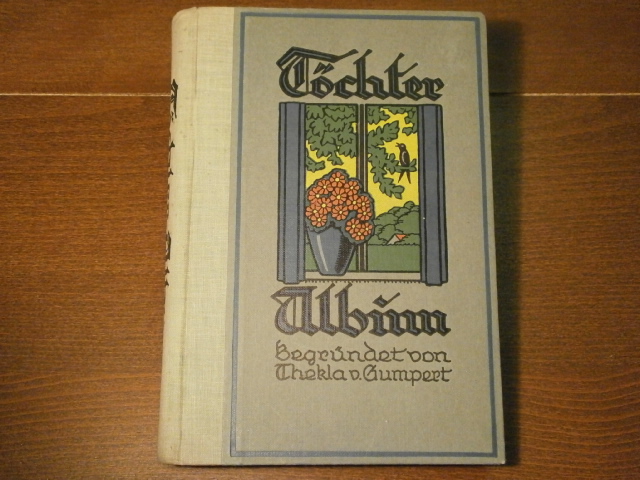 Töchter
Album
Begründet von
Thekla v. Gumpert